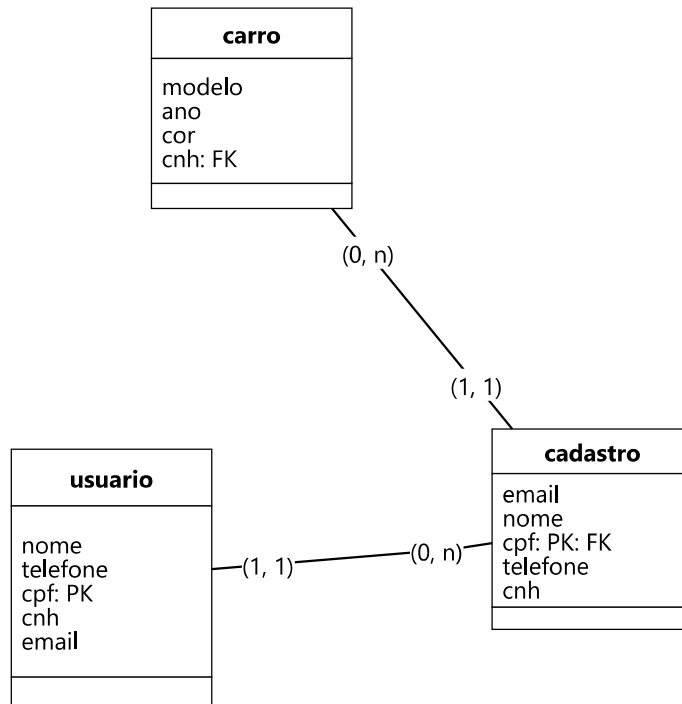 carro
modelo
ano
cor
cnh: FK
(0, n)
(1, 1)
cadastro
email
nome
cpf: PK: FK
telefone
cnh
usuario
nome
telefone
cpf: PK
cnh
email
(1, 1)
(0, n)